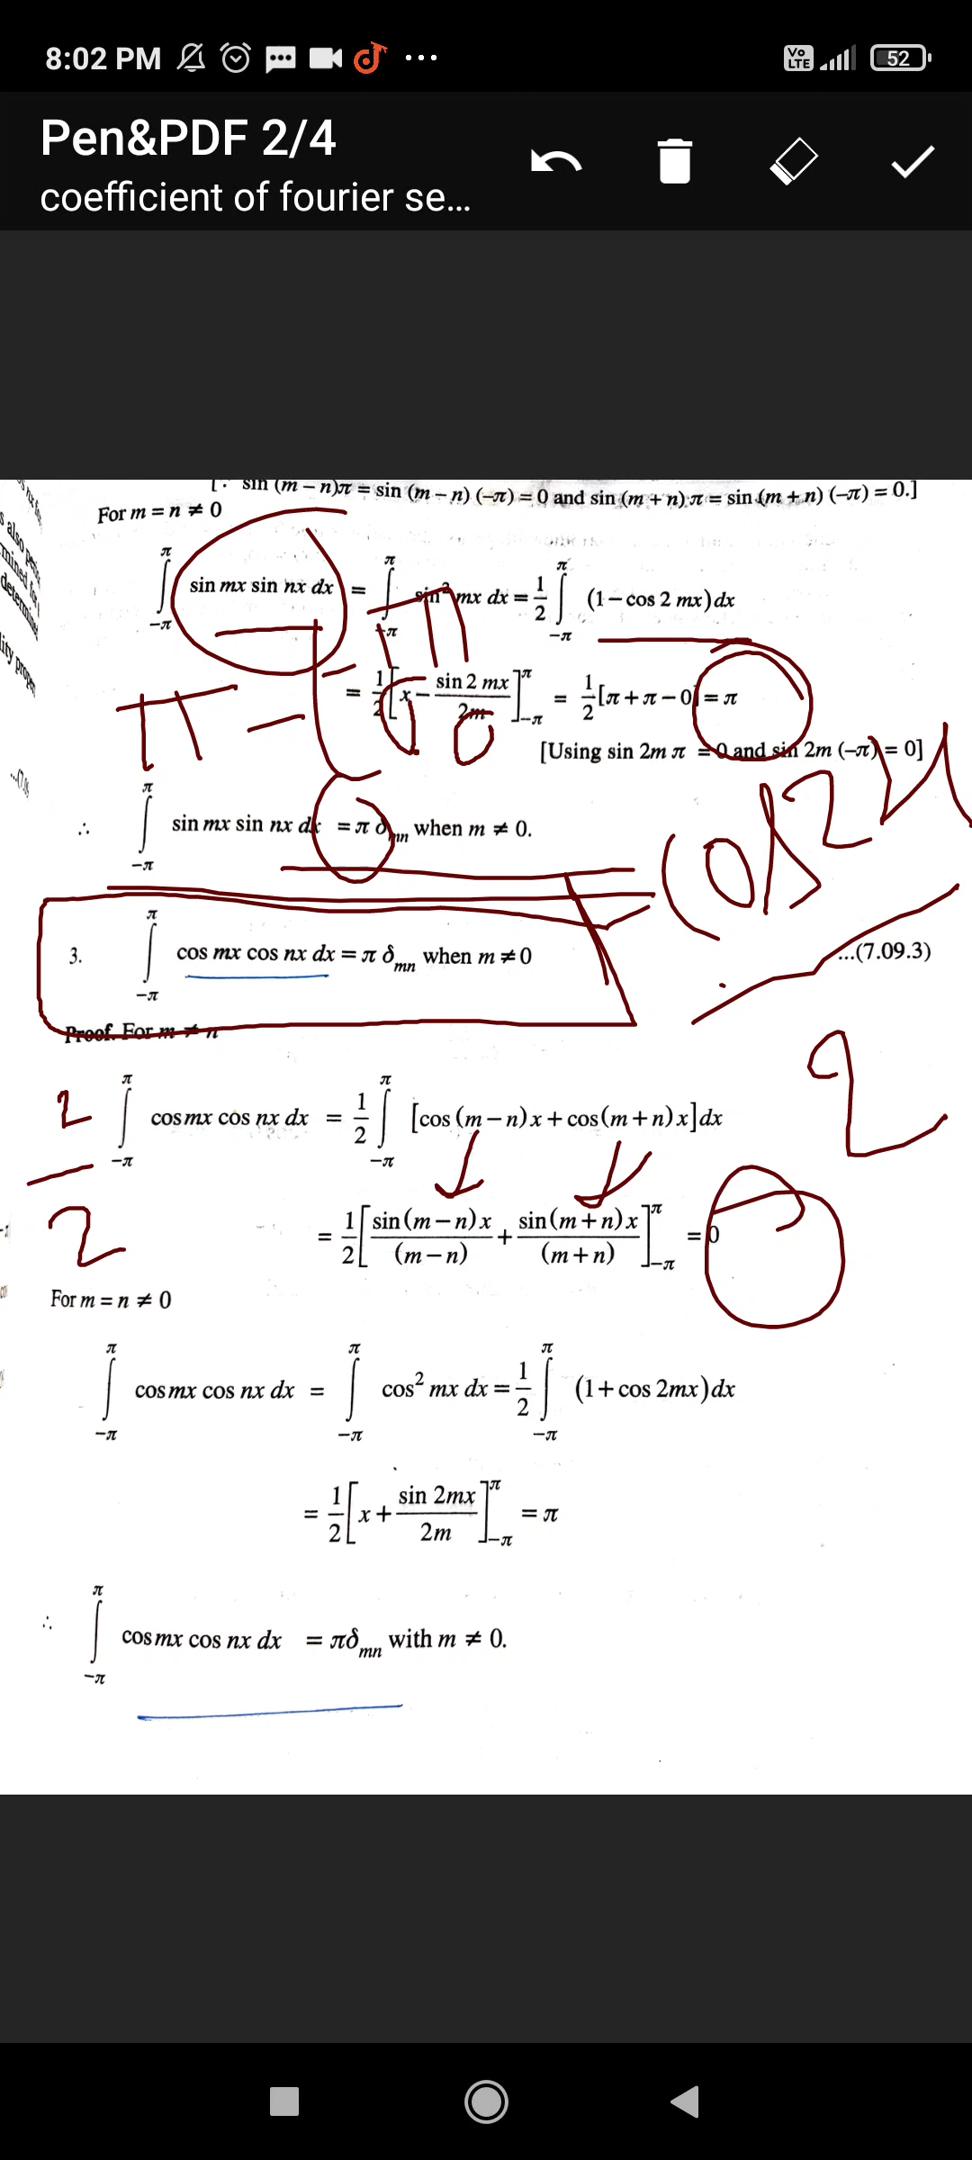 8:02 PM
Vo LTE
52
Pen&PDF 2/4
coefficient of fourier se...
[∵ sin (m – n)π = sin (m – n) (–π) = 0 and sin (m + n) π = sin (m + n) (–π) = 0.]
For m = n ≠ 0
∫_{-π}^{π} sin mx sin nx dx = ∫_{-π}^{π} sin² mx dx = 1/2 ∫_{-π}^{π} (1 – cos 2 mx) dx
= 1/2 [x – sin 2 mx / 2m]_{-π}^{π} = 1/2 [π + π – 0] = π
[Using sin 2m π = 0 and sin 2m (–π) = 0]
∴ ∫_{-π}^{π} sin mx sin nx dx = π δ_{mn} when m ≠ 0.
3. ∫_{-π}^{π} cos mx cos nx dx = π δ_{mn} when m ≠ 0 ...(7.09.3)
Proof. For m ≠ n
2
∫_{-π}^{π} cos mx cos nx dx = 1/2 ∫_{-π}^{π} [cos (m – n) x + cos (m + n) x] dx
2
2
= 1/2 [sin (m – n) x / (m – n) + sin (m + n) x / (m + n)]_{-π}^{π} = 0
For m = n ≠ 0
∫_{-π}^{π} cos mx cos nx dx = ∫_{-π}^{π} cos² mx dx = 1/2 ∫_{-π}^{π} (1 + cos 2mx) dx
= 1/2 [x + sin 2mx / 2m]_{-π}^{π} = π
∴ ∫_{-π}^{π} cos mx cos nx dx = πδ_{mn} with m ≠ 0.